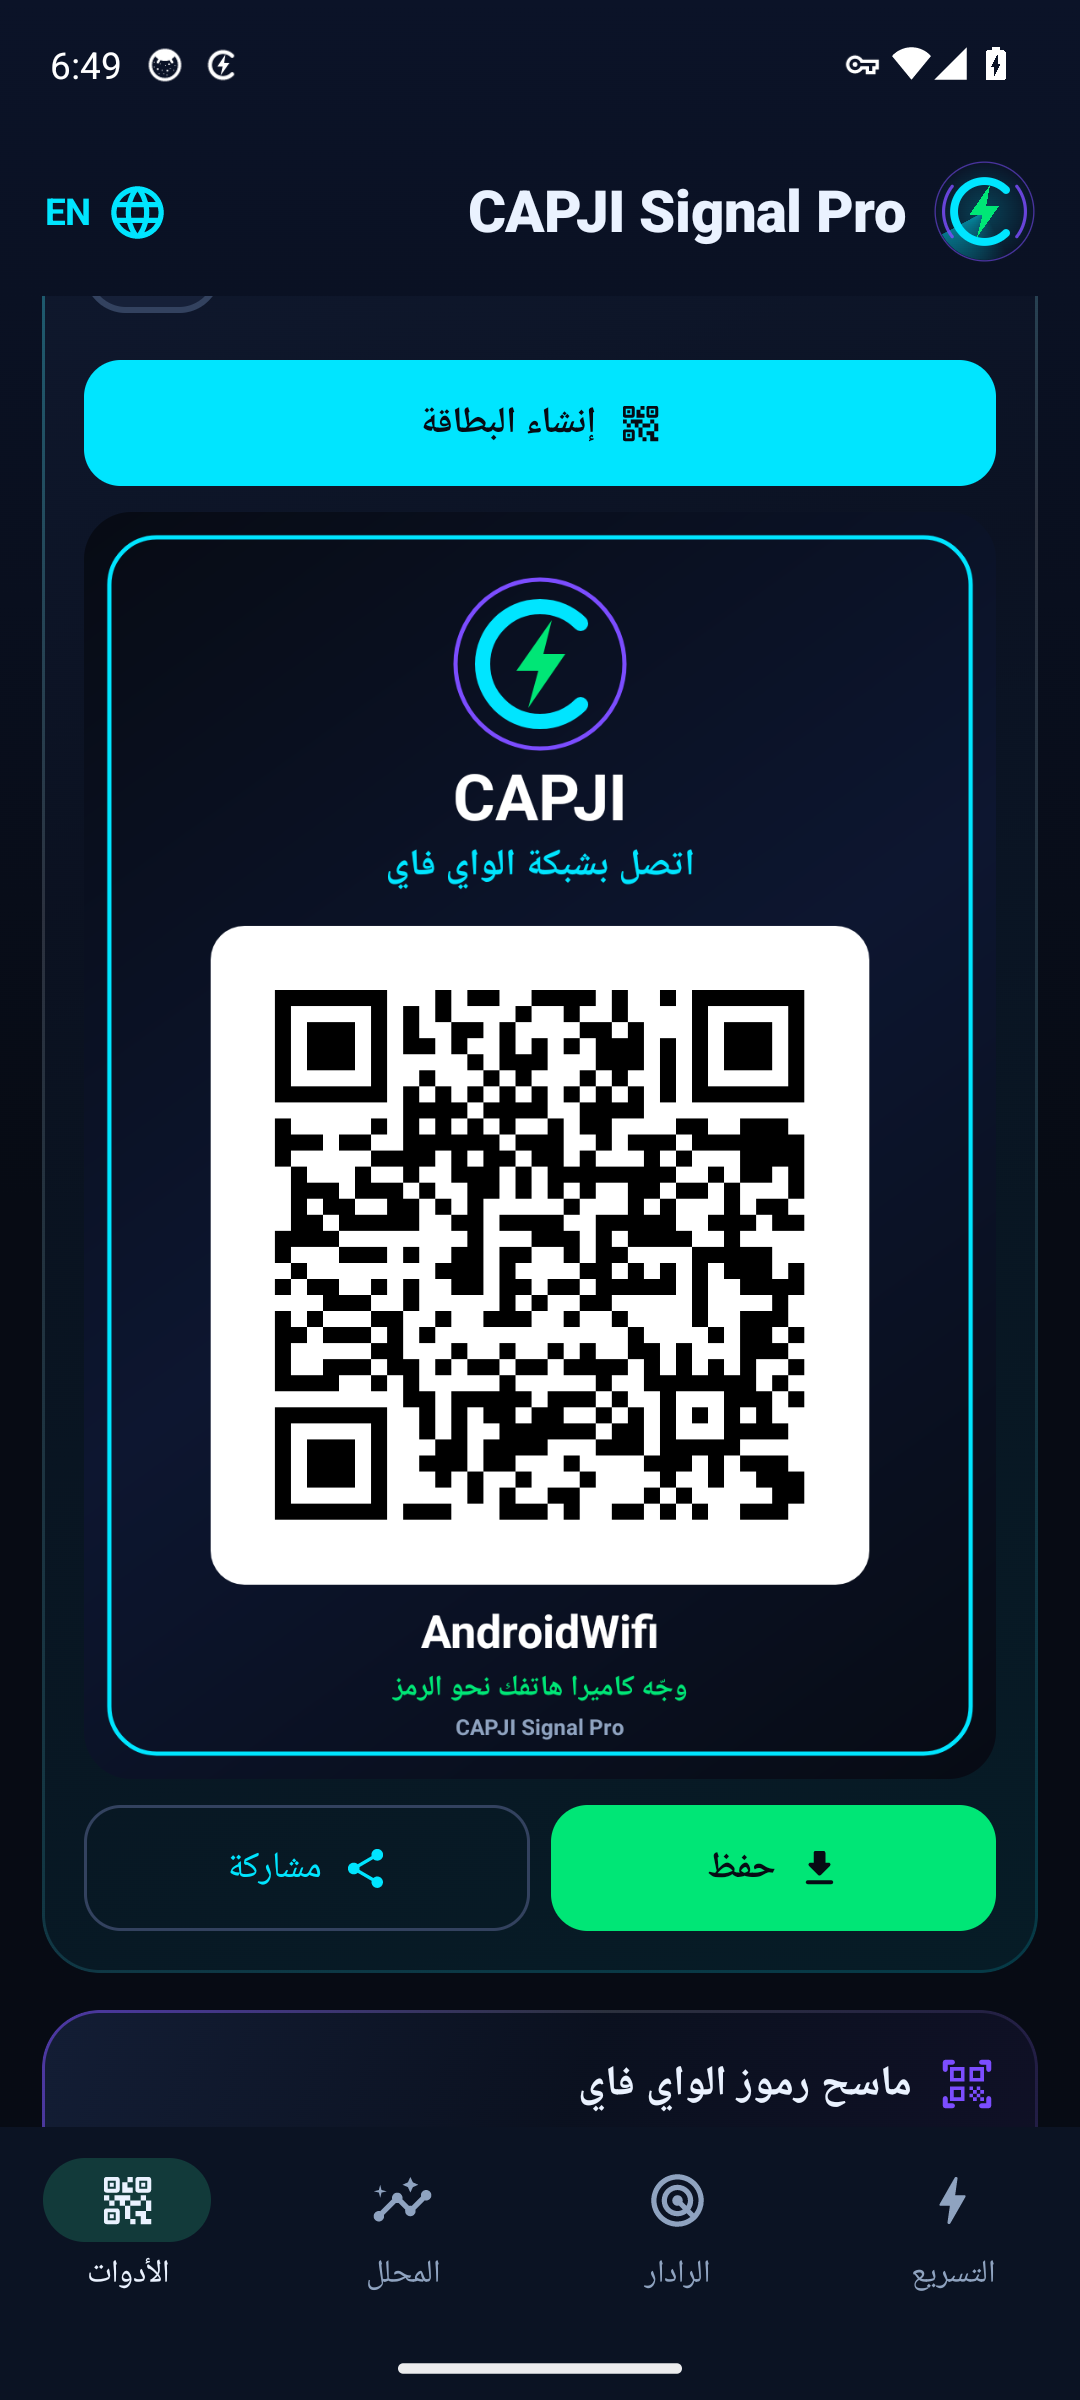 6:49
EN
CAPJI Signal Pro
إنشاء البطاقة
CAPJI
اتصل بشبكة الواي فاي
AndroidWifi
وجّه كاميرا هاتفك نحو الرمز
CAPJI Signal Pro
حفظ
مشاركة
ماسح رموز الواي فاي
التسريع
الرادار
المحلل
الأدوات